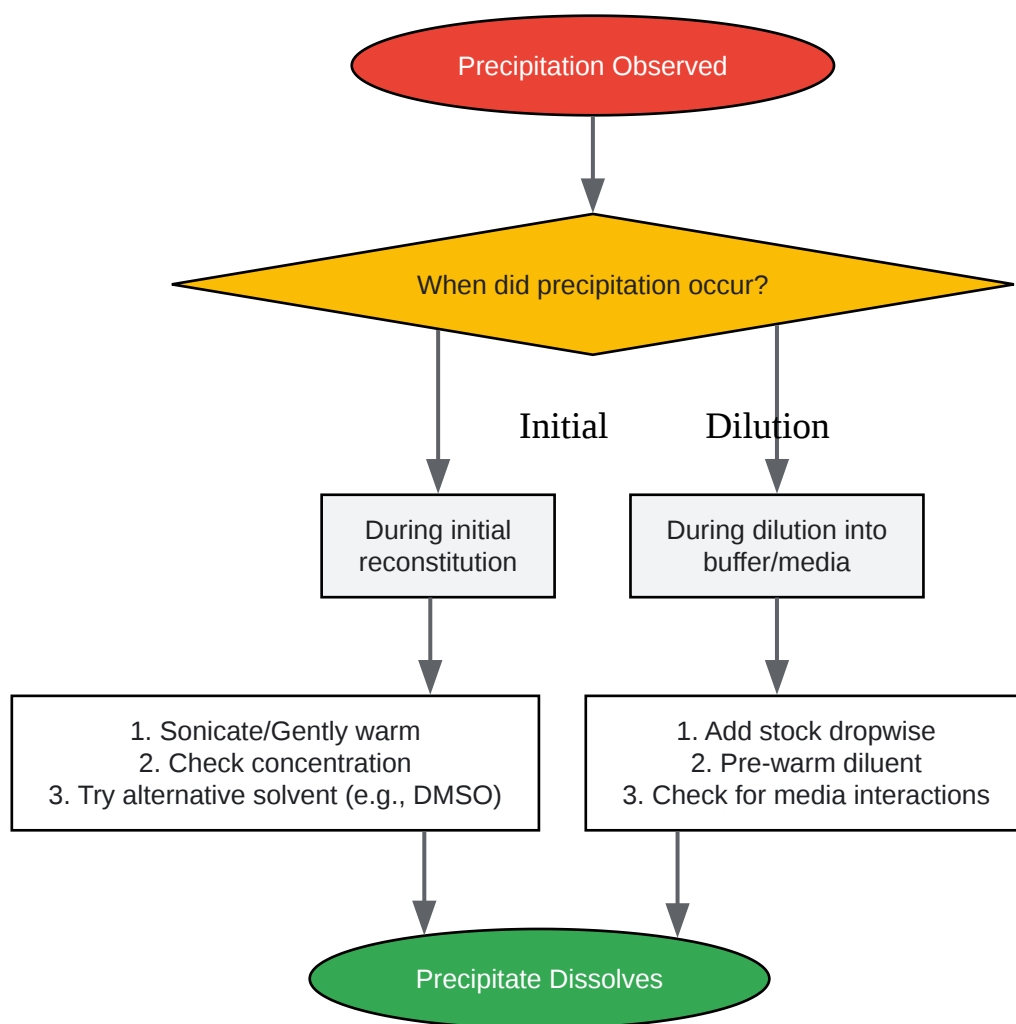 Precipitation Observed
When did precipitation occur?
Initial
Dilution
During initial
reconstitution
During dilution into
buffer/media
1. Sonicate/Gently warm
2. Check concentration
3. Try alternative solvent (e.g., DMSO)
1. Add stock dropwise
2. Pre-warm diluent
3. Check for media interactions
Precipitate Dissolves